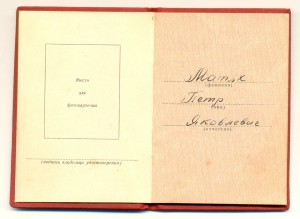 Место
для
фотокарточки
(подпись владельца удостоверения)
(фамилия)
Петр
(имя)
Яковлевич
(отчество)